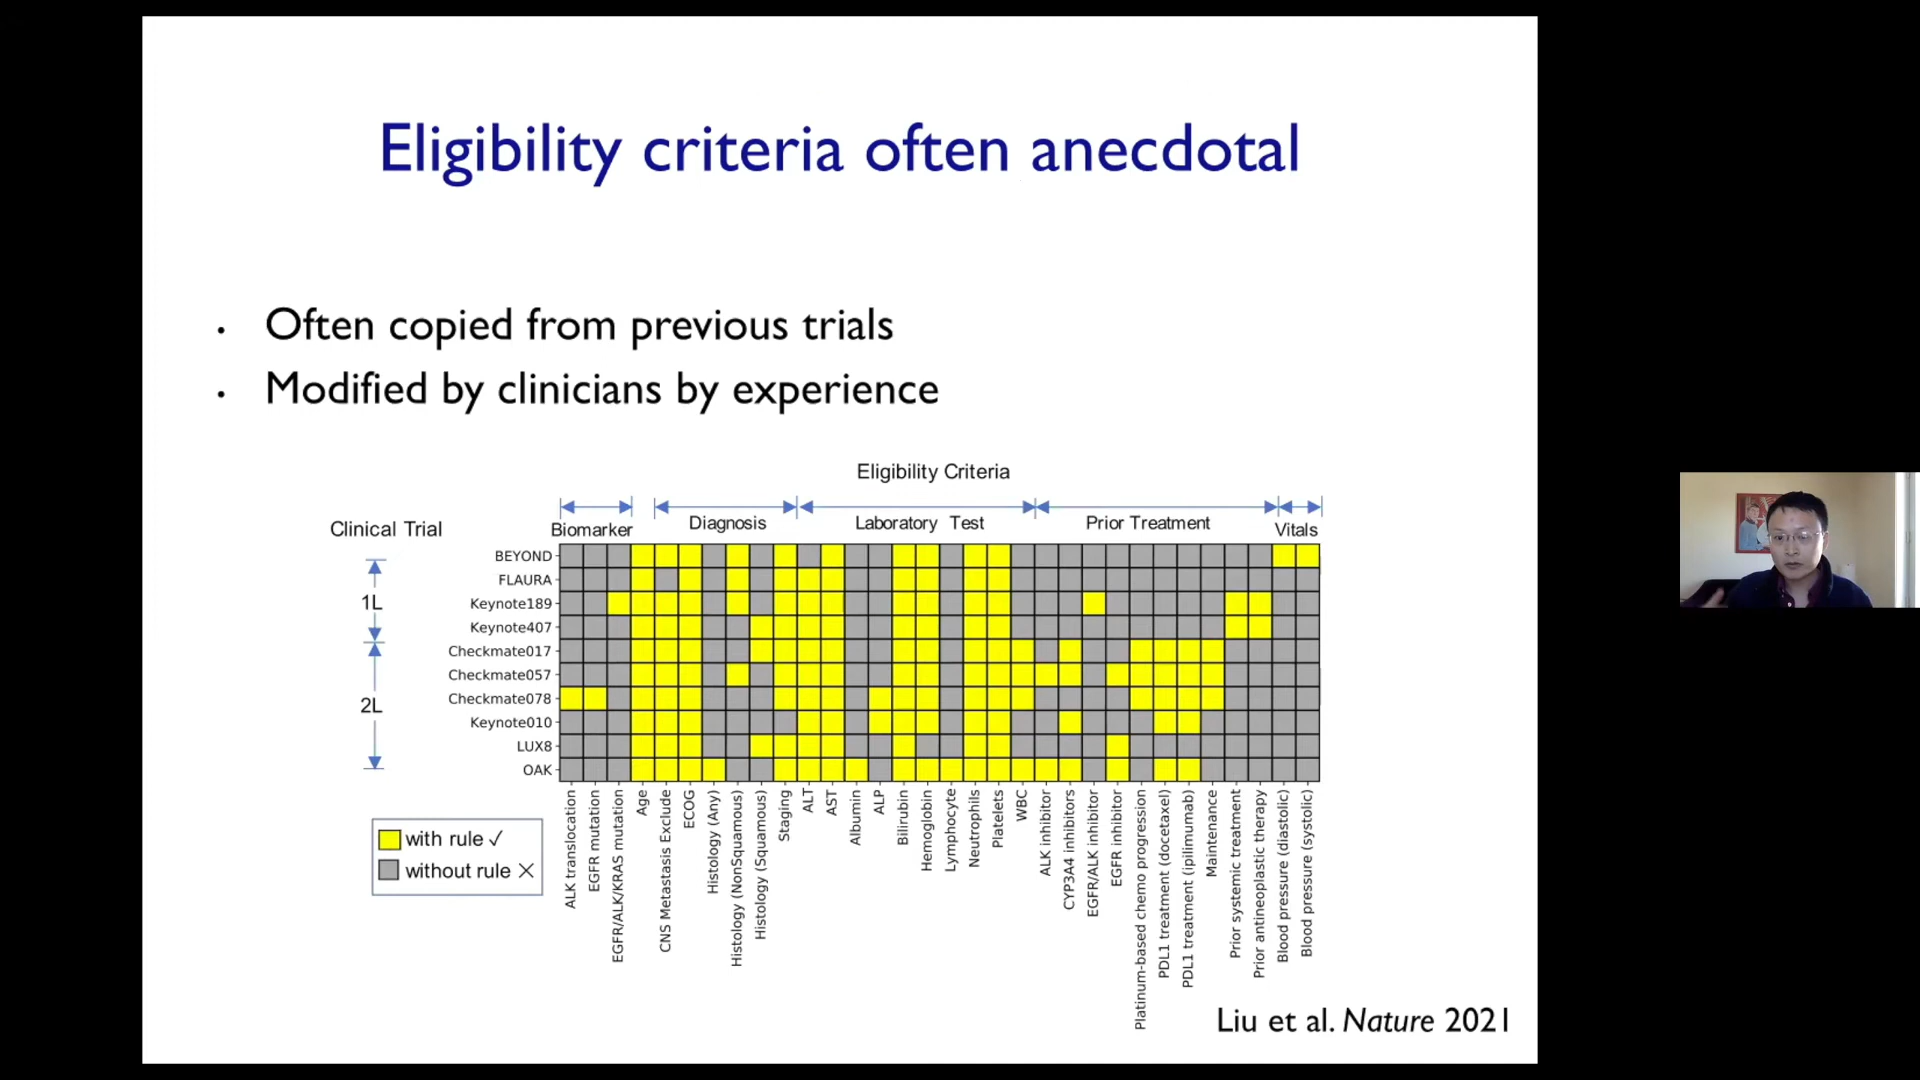 Eligibility criteria often anecdotal
• Often copied from previous trials
• Modified by clinicians by experience
Eligibility Criteria
Clinical Trial
Biomarker
Diagnosis
Laboratory Test
Prior Treatment
Vitals
1L
2L
BEYOND
FLAURA
Keynote189
Keynote407
Checkmate017
Checkmate057
Checkmate078
Keynote010
LUX8
OAK
with rule ✓
without rule ✕
ALK translocation
EGFR mutation
EGFR/ALK/KRAS mutation
Age
CNS Metastasis Exclude
ECOG
Histology (Any)
Histology (NonSquamous)
Histology (Squamous)
Staging
ALT
AST
Albumin
ALP
Bilirubin
Hemoglobin
Lymphocyte
Neutrophils
Platelets
WBC
ALK inhibitor
CYP3A4 inhibitors
EGFR/ALK inhibitor
EGFR inhibitor
Platinum-based chemo progression
PDL1 treatment (docetaxel)
PDL1 treatment (ipilimumab)
Maintenance
Prior systemic treatment
Prior antineoplastic therapy
Blood pressure (diastolic)
Blood pressure (systolic)
Liu et al. Nature 2021